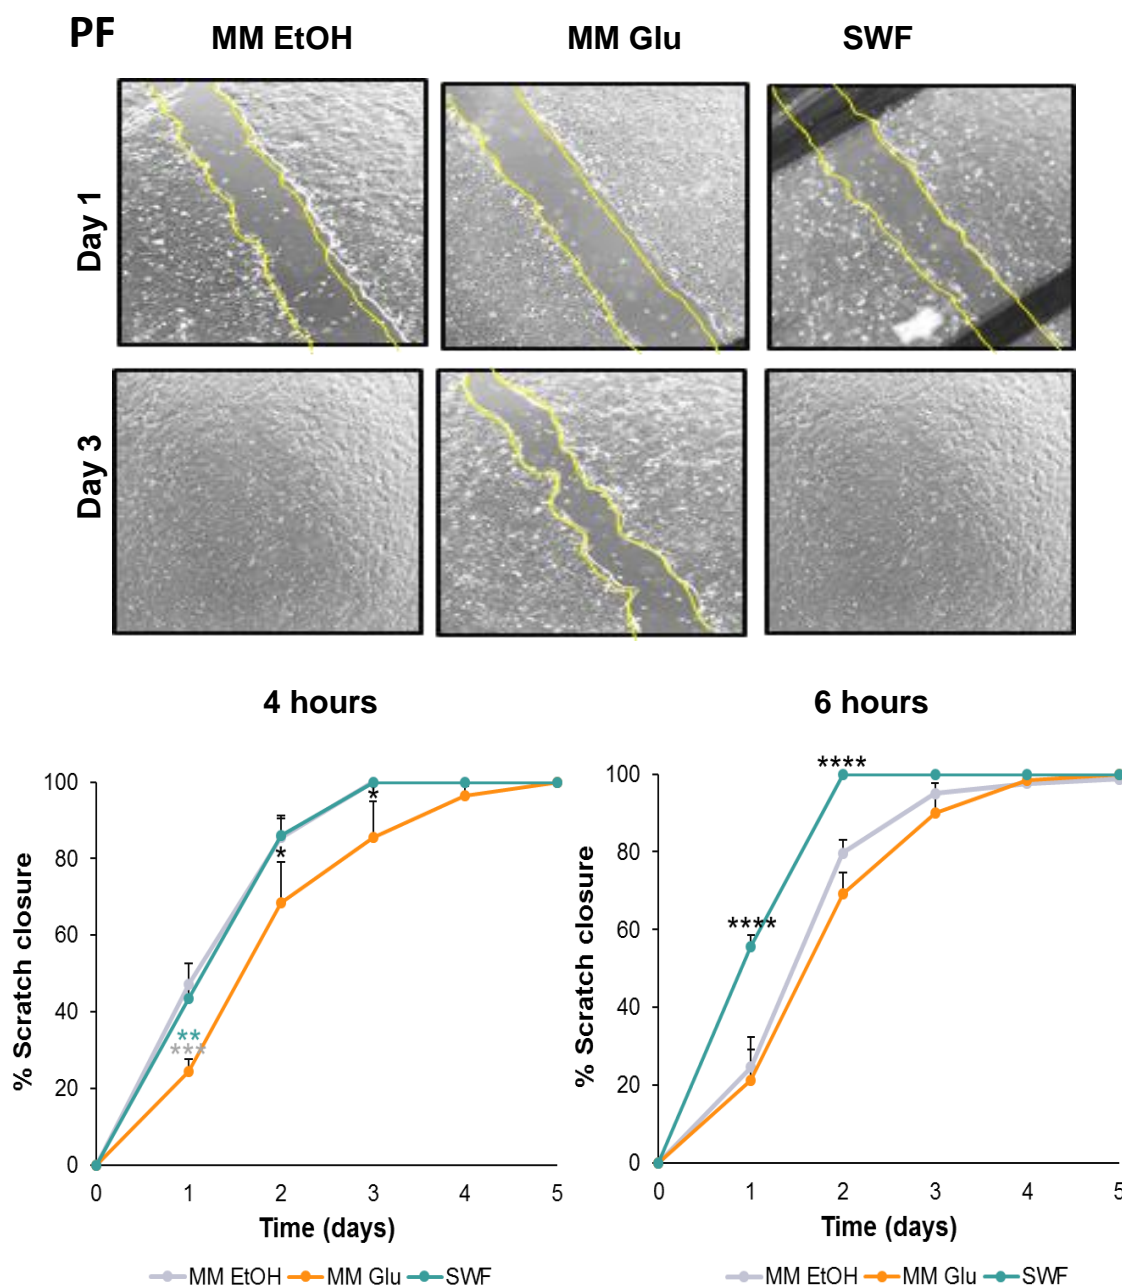 PF
MM EtOH MM Glu SWF
Day 1
Day 3
4 hours
6 hours
% Scratch closure
100
80
60
40
20
0
*
*
**
***
0 1 2 3 4 5
Time (days)
MM EtOH MM Glu SWF
% Scratch closure
100
80
60
40
20
0
****
****
0 1 2 3 4 5
Time (days)
MM EtOH MM Glu SWF